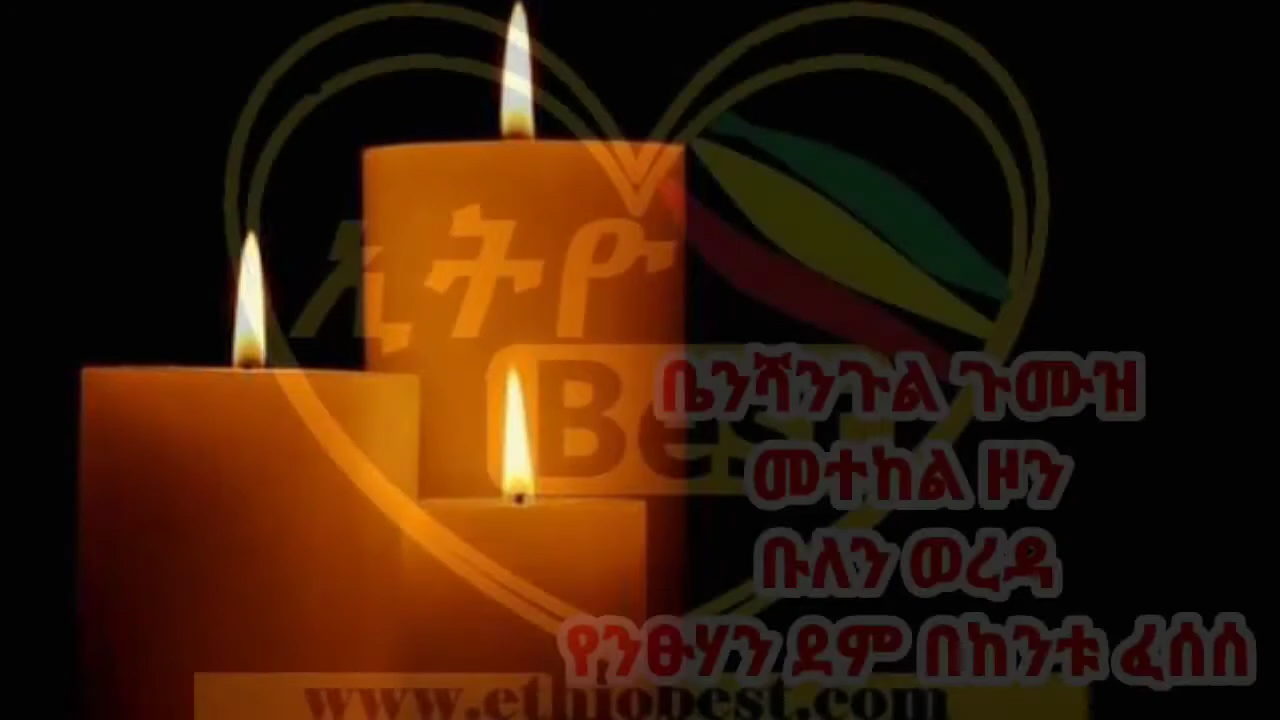 ኢትዮ
Best
ቤንሻንጉል ጉሙዝ
መተከል ዞን
ቡለን ወረዳ
የንፁሃን ደም በከንቱ ፈሰሰ
www.ethiobest.com